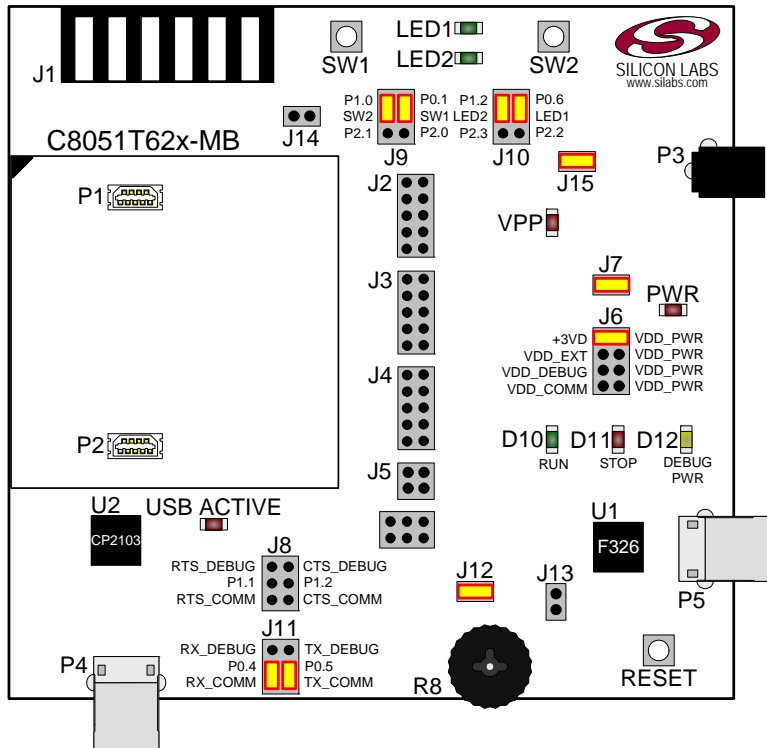 LED1
LED2
J1
SW1
SW2
SILICON LABS
www.silabs.com
P1.0
P0.1
P1.2
P0.6
SW2
SW1
LED2
LED1
P2.1
P2.0
P2.3
P2.2
J14
J9
J10
C8051T62x-MB
P3
J15
J2
P1
VPP
J3
J7
PWR
J6
+3VD
VDD_PWR
VDD_EXT
VDD_PWR
VDD_DEBUG
VDD_PWR
VDD_COMM
VDD_PWR
J4
P2
D10
D11
D12
RUN
STOP
DEBUG
PWR
J5
U2
USB ACTIVE
U1
CP2103
F326
J8
RTS_DEBUG
CTS_DEBUG
P1.1
P1.2
RTS_COMM
CTS_COMM
J12
J13
P5
J11
RX_DEBUG
TX_DEBUG
P0.4
P0.5
RX_COMM
TX_COMM
P4
R8
RESET